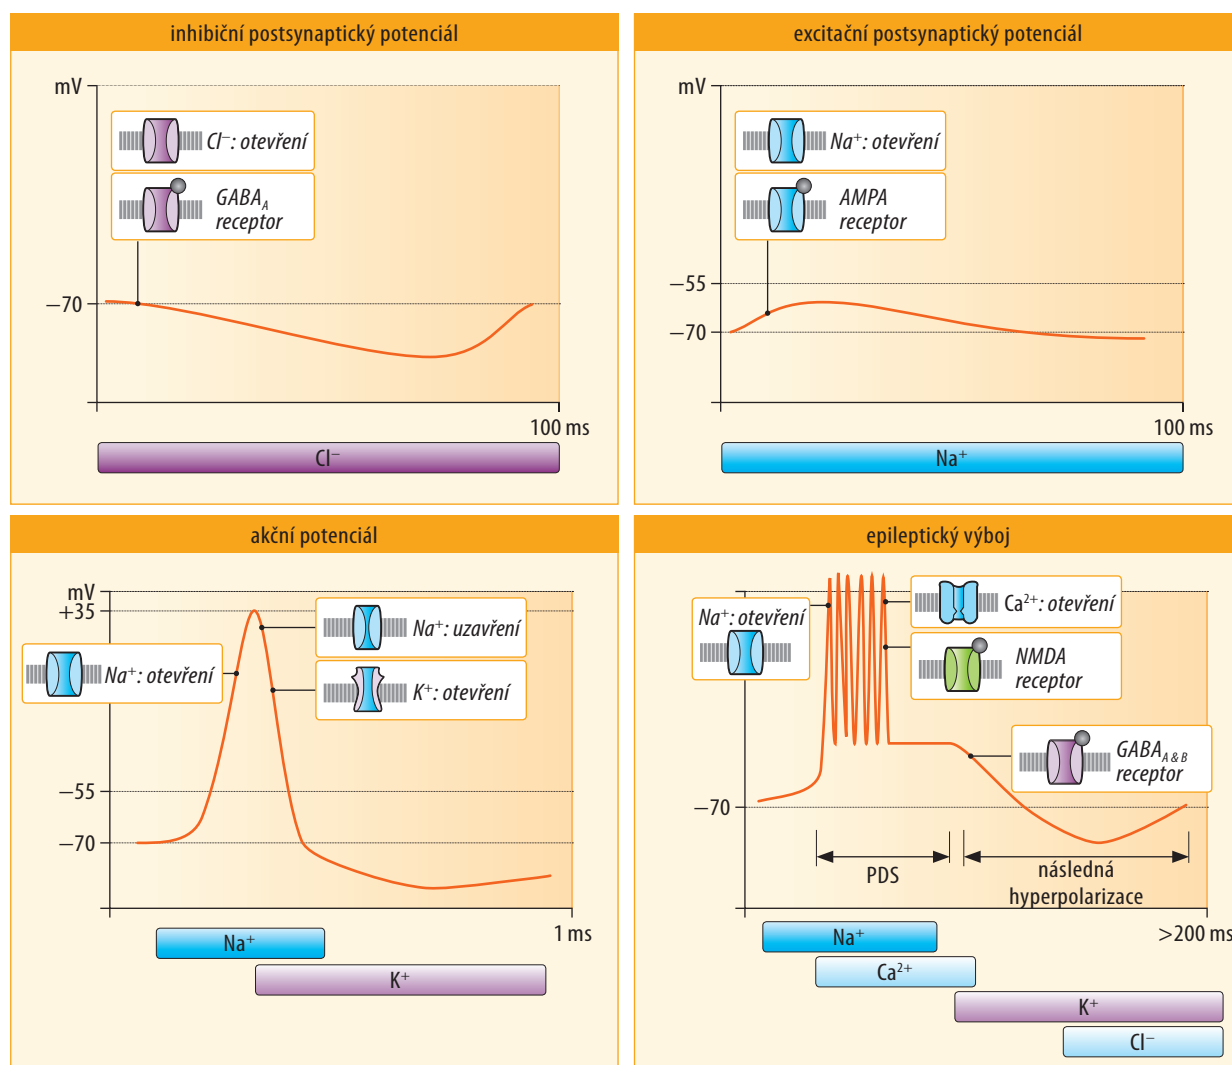 inhibiční postsynaptický potenciál
mV
Cl⁻: otevření
GABA_A
receptor
−70
100 ms
Cl⁻
excitační postsynaptický potenciál
mV
Na⁺: otevření
AMPA
receptor
−55
−70
100 ms
Na⁺
akční potenciál
mV
+35
Na⁺: otevření
Na⁺: uzavření
K⁺: otevření
−55
−70
1 ms
Na⁺
K⁺
epileptický výboj
Na⁺: otevření
Ca²⁺: otevření
NMDA
receptor
GABA_A & B
receptor
−70
PDS
následná
hyperpolarizace
>200 ms
Na⁺
Ca²⁺
K⁺
Cl⁻